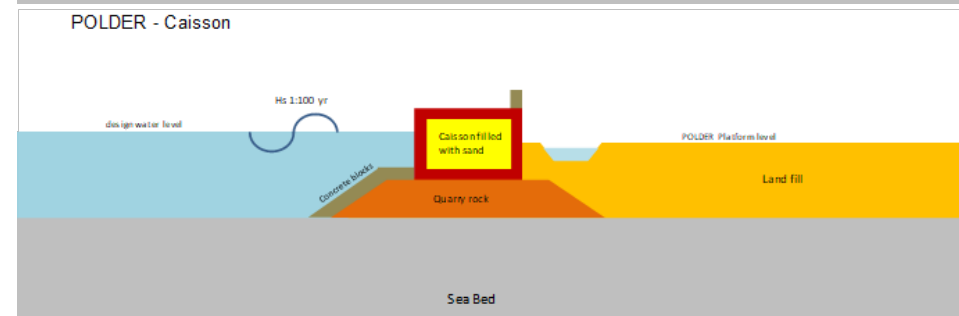 POLDER - Caisson
Hs 1:100 yr
design water level
Caisson filled
with sand
POLDER Platform level
Concrete blocks
Land fill
Quarry rock
Sea Bed